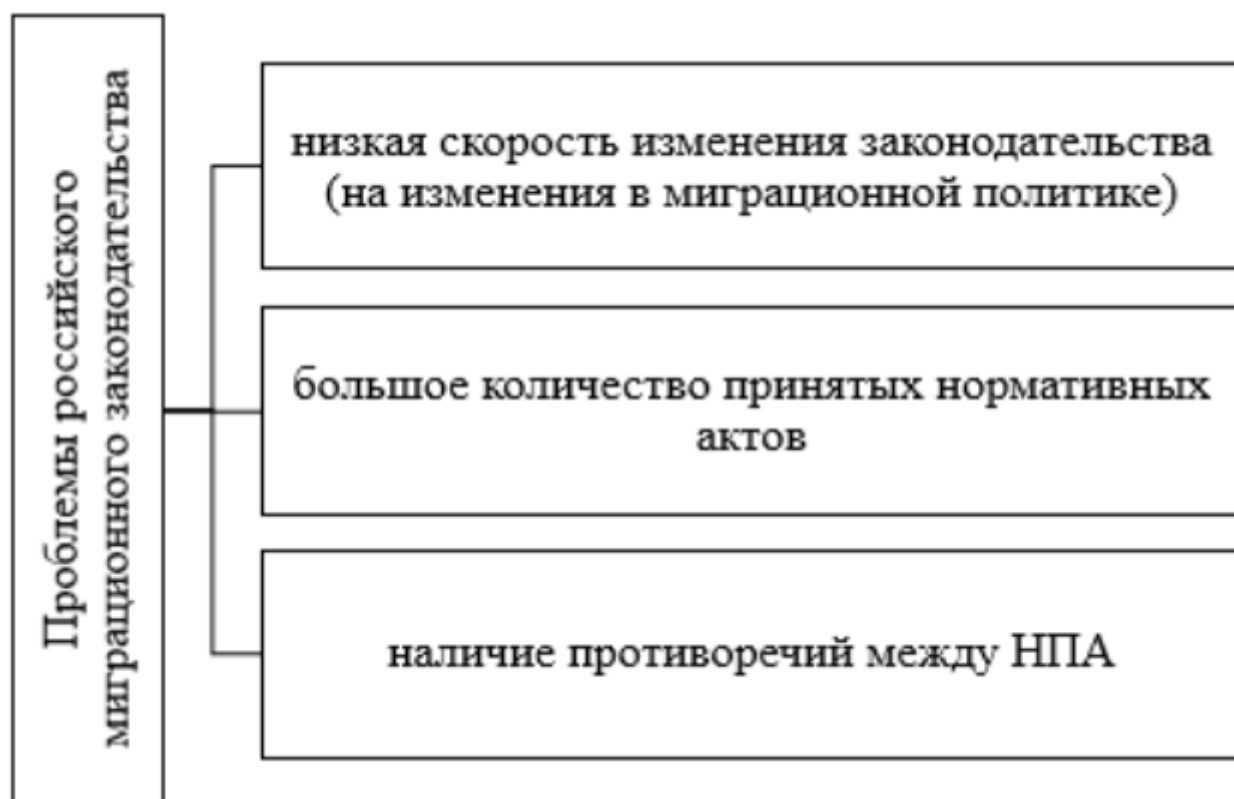 Проблемы российского
миграционного законодательства
низкая скорость изменения законодательства
(на изменения в миграционной политике)
большое количество принятых нормативных
актов
наличие противоречий между НПА